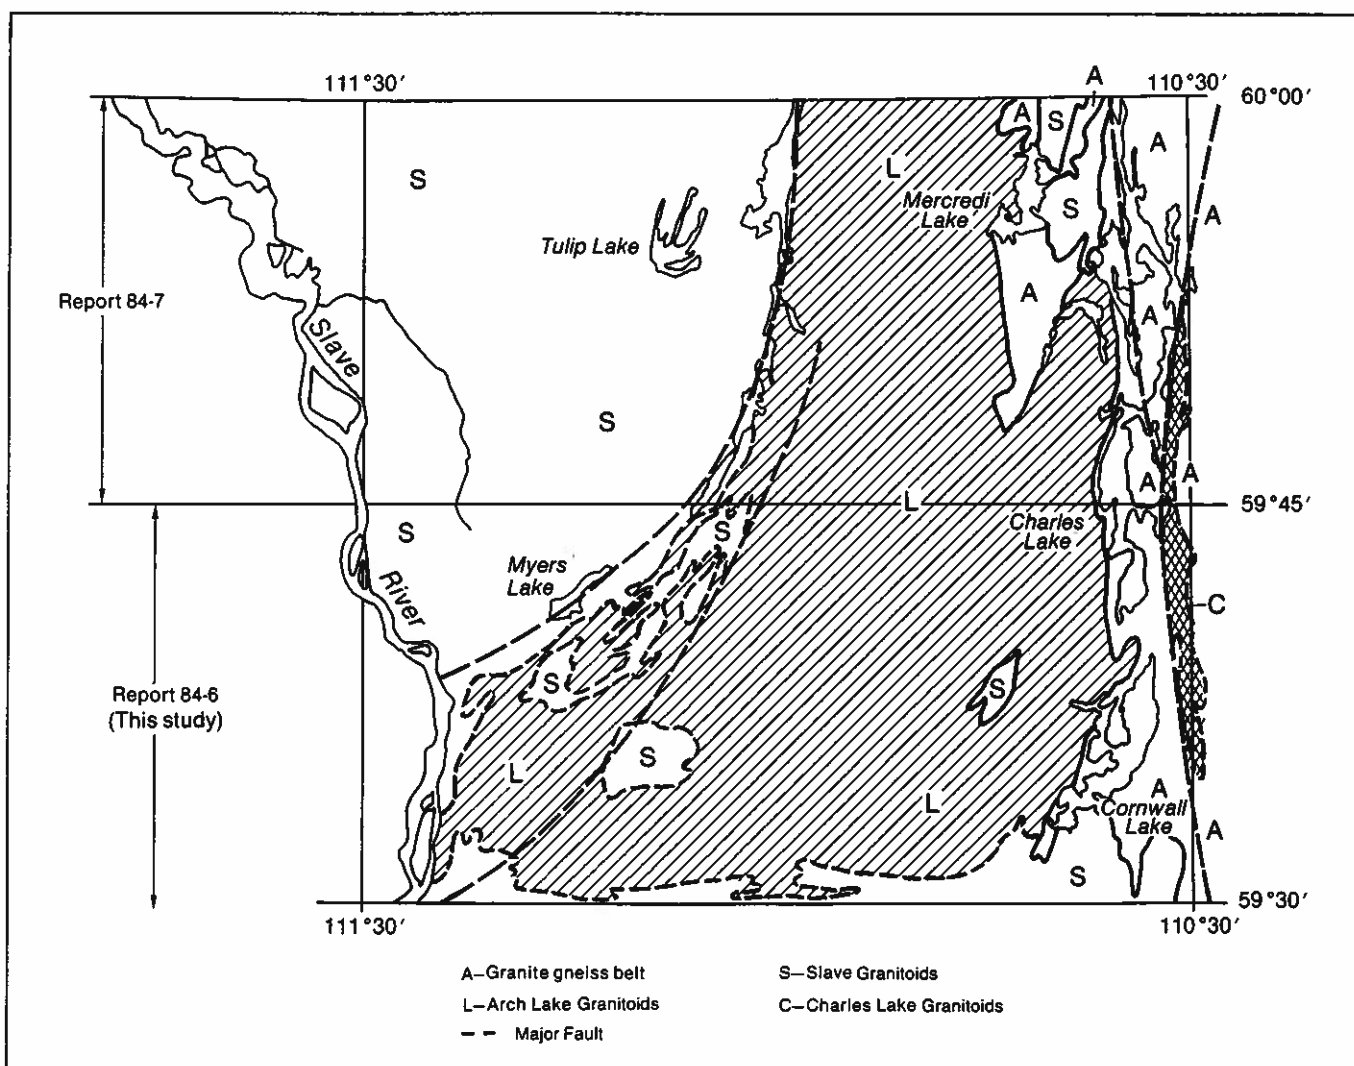 111°30′
A
110°30′
60°00′
A
S
A
S
L
Mercredi
Lake
S
A
Tulip Lake
Report 84-7
A
A
Slave
S
A
A
L
59°45′
S
S
Charles
Lake
Myers
Lake
River
C
S
S
Report 84-6
(This study)
S
L
L
A
Cornwall
Lake
A
S
59°30′
111°30′
110°30′
A–Granite gneiss belt
S–Slave Granitoids
L–Arch Lake Granitoids
C–Charles Lake Granitoids
Major Fault